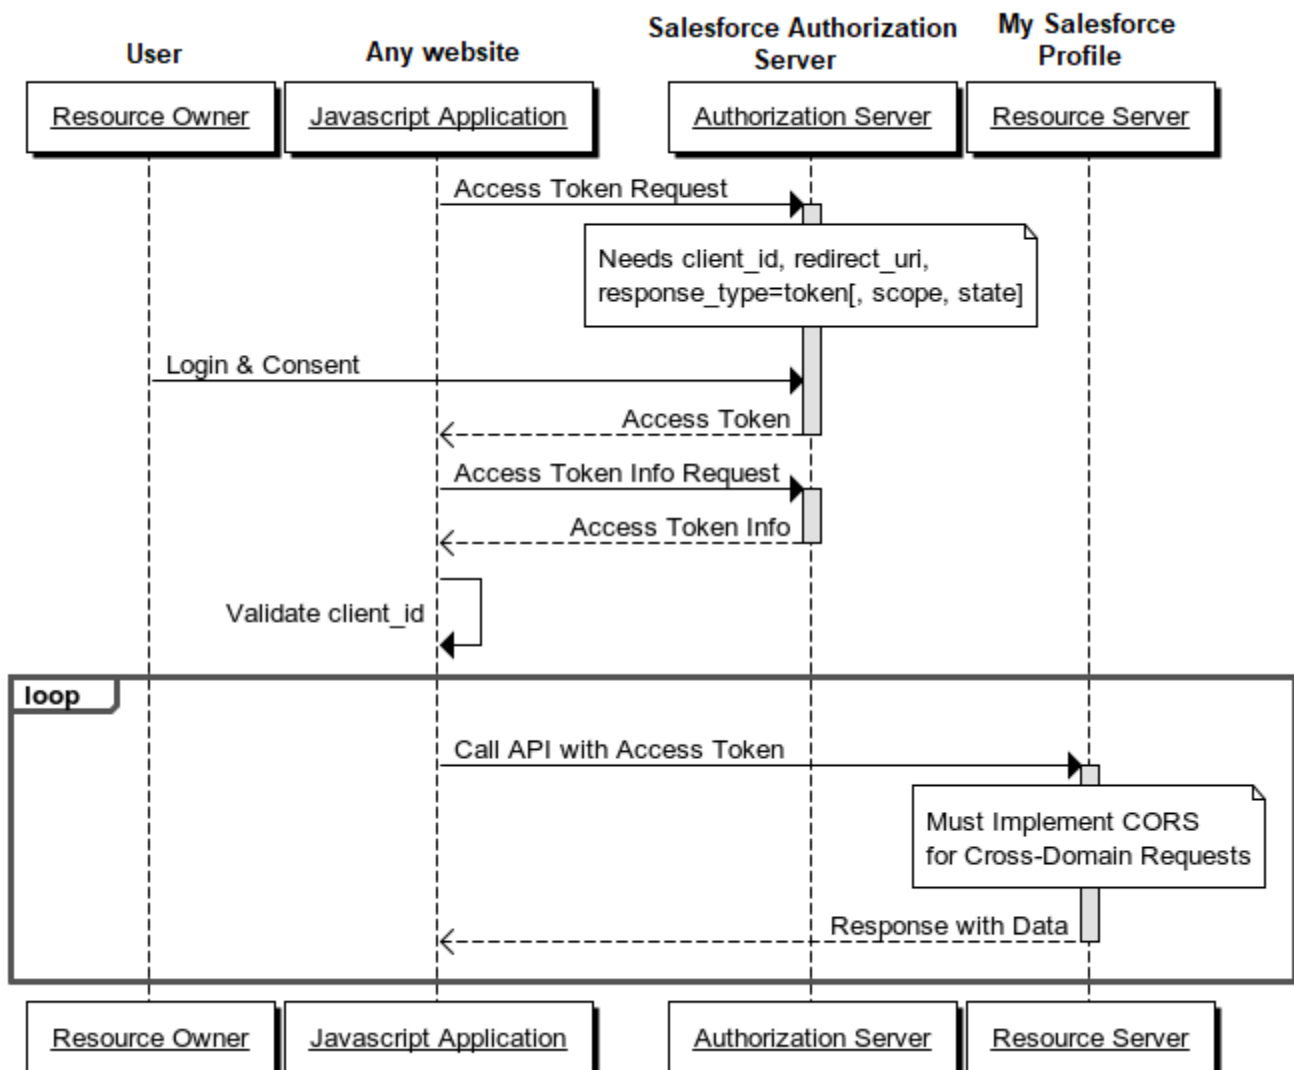 User
Any website
Salesforce Authorization
Server
My Salesforce
Profile
Resource Owner
Javascript Application
Authorization Server
Resource Server
Access Token Request
Needs client_id, redirect_uri,
response_type=token[, scope, state]
Login & Consent
Access Token
Access Token Info Request
Access Token Info
Validate client_id
loop
Call API with Access Token
Must Implement CORS
for Cross-Domain Requests
Response with Data
Resource Owner
Javascript Application
Authorization Server
Resource Server